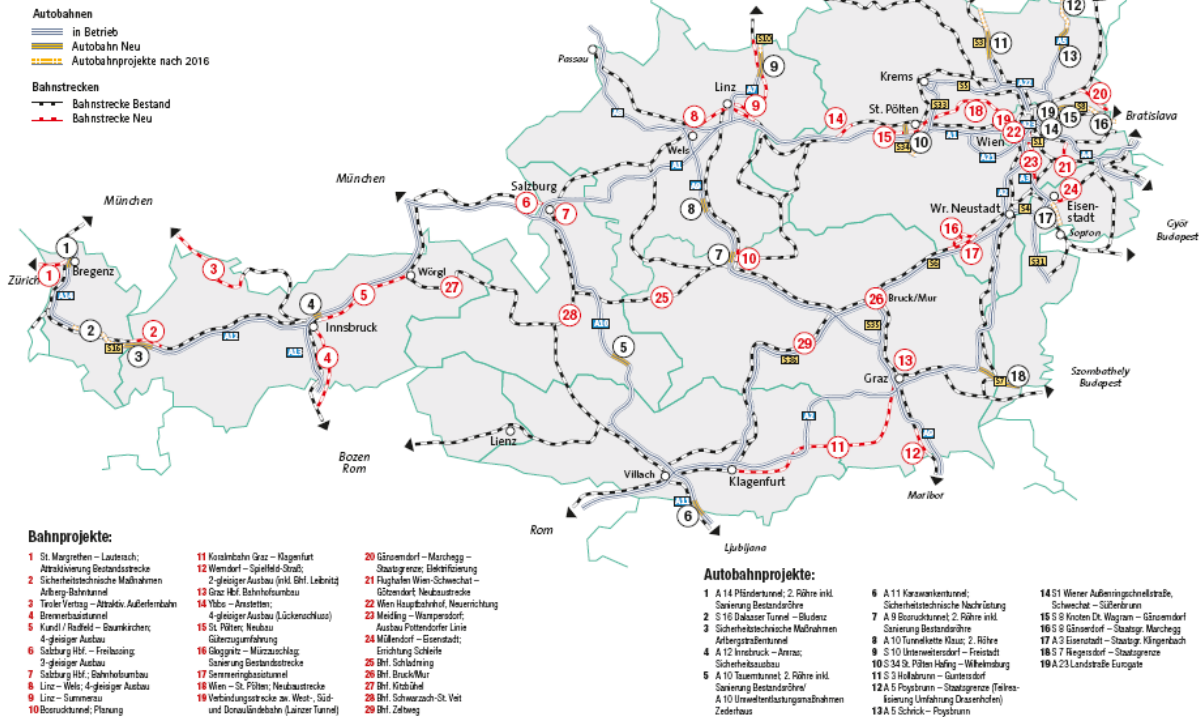 Autobahnen
in Betrieb
Autobahn Neu
Autobahnprojekte nach 2016
Bahnstrecken
Bahnstrecke Bestand
Bahnstrecke Neu
Passau
Linz
Krems
St. Pölten
Wien
Bratislava
Wels
Salzburg
München
München
Wr. Neustadt
Eisen-
stadt
Sopron
Györ
Budapest
Zürich
Bregenz
Wörgl
Innsbruck
Bruck/Mur
Graz
Szombathely
Budapest
Bozen
Rom
Lienz
Villach
Klagenfurt
Maribor
Rom
Ljubljana
Bahnprojekte:
1 St. Margrethen – Lauterach;
Attraktivierung Bestandsstrecke
2 Sicherheitstechnische Maßnahmen
Arlberg-Bahntunnel
3 Tiroler Vertrag – Attraktiv. Außerfernbahn
4 Brennerbasistunnel
5 Kundl / Radfeld – Baumkirchen;
4-gleisiger Ausbau
6 Salzburg Hbf. – Freilassing;
3-gleisiger Ausbau
7 Salzburg Hbf.; Bahnhofsumbau
8 Linz – Wels; 4-gleisiger Ausbau
9 Linz – Summerau
10 Bosrucktunnel; Planung
11 Koralmbahn Graz – Klagenfurt
12 Werndorf – Spielfeld-Straß;
2-gleisiger Ausbau (inkl. Bhf. Leibnitz)
13 Graz Hbf. Bahnhofsumbau
14 Ybbs – Amstetten;
4-gleisiger Ausbau (Lückenschluss)
15 St. Pölten; Neubau
Güterzugumfahrung
16 Gloggnitz – Mürzzuschlag;
Sanierung Bestandsstrecke
17 Semmeringbasistunnel
18 Wien – St. Pölten; Neubaustrecke
19 Verbindungsstrecke zw. West-, Süd-
und Donauländebahn (Lainzer Tunnel)
20 Gänserndorf – Marchegg –
Staatsgrenze; Elektrifizierung
21 Flughafen Wien-Schwechat –
Götzendorf; Neubaustrecke
22 Wien Hauptbahnhof, Neuerrichtung
23 Meidling – Wampersdorf;
Ausbau Pottendorfer Linie
24 Müllendorf – Eisenstadt;
Errichtung Schleife
25 Bhf. Schladming
26 Bhf. Bruck/Mur
27 Bhf. Kitzbühel
28 Bhf. Schwarzach-St. Veit
29 Bhf. Zeltweg
Autobahnprojekte:
1 A 14 Pfändertunnel; 2. Röhre inkl.
Sanierung Bestandsröhre
2 S 16 Dalaaser Tunnel – Bludenz
3 Sicherheitstechnische Maßnahmen
Arlbergstraßentunnel
4 A 12 Innsbruck – Amras;
Sicherheitsausbau
5 A 10 Tauerntunnel; 2. Röhre inkl.
Sanierung Bestandsröhre/
A 10 Umweltentlastungsmaßnahmen
Zederhaus
6 A 11 Karawankentunnel;
Sicherheitstechnische Nachrüstung
7 A 9 Bosrucktunnel; 2. Röhre inkl.
Sanierung Bestandsröhre
8 A 10 Tunnelkette Klaus; 2. Röhre
9 S 10 Unterweitersdorf – Freistadt
10 S 34 St. Pölten Hafing – Wilhelmsburg
11 S 3 Hollabrunn – Guntersdorf
12 A 5 Poysbrunn – Staatsgrenze (Teilrea-
lisierung Umfahrung Drasenhofen)
13 A 5 Schrick – Poysbrunn
14 S1 Wiener Außenringschnellstraße,
Schwechat – Süßenbrunn
15 S 8 Knoten Dt. Wagram – Gänserndorf
16 S 8 Gänserdorf – Staatsgr. Marchegg
17 A 3 Eisenstadt – Staatsgr. Klingenbach
18 S 7 Riegersdorf – Staatsgrenze
19 A 23 Landstraße Eurogate